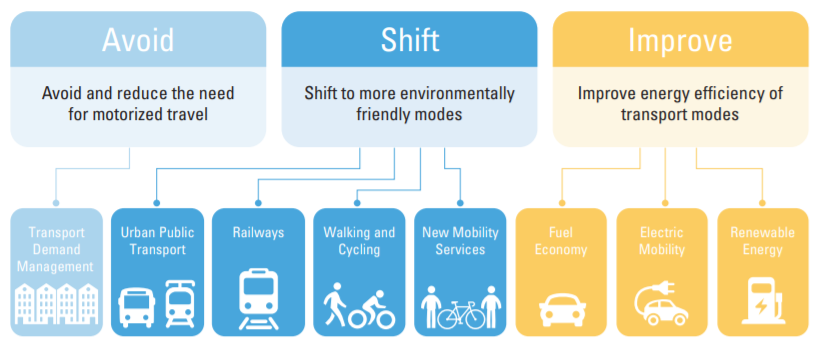 Avoid
Shift
Improve
Avoid and reduce the need
for motorized travel
Shift to more environmentally
friendly modes
Improve energy efficiency of
transport modes
Transport
Demand
Management
Urban Public
Transport
Railways
Walking and
Cycling
New Mobility
Services
Fuel
Economy
Electric
Mobility
Renewable
Energy